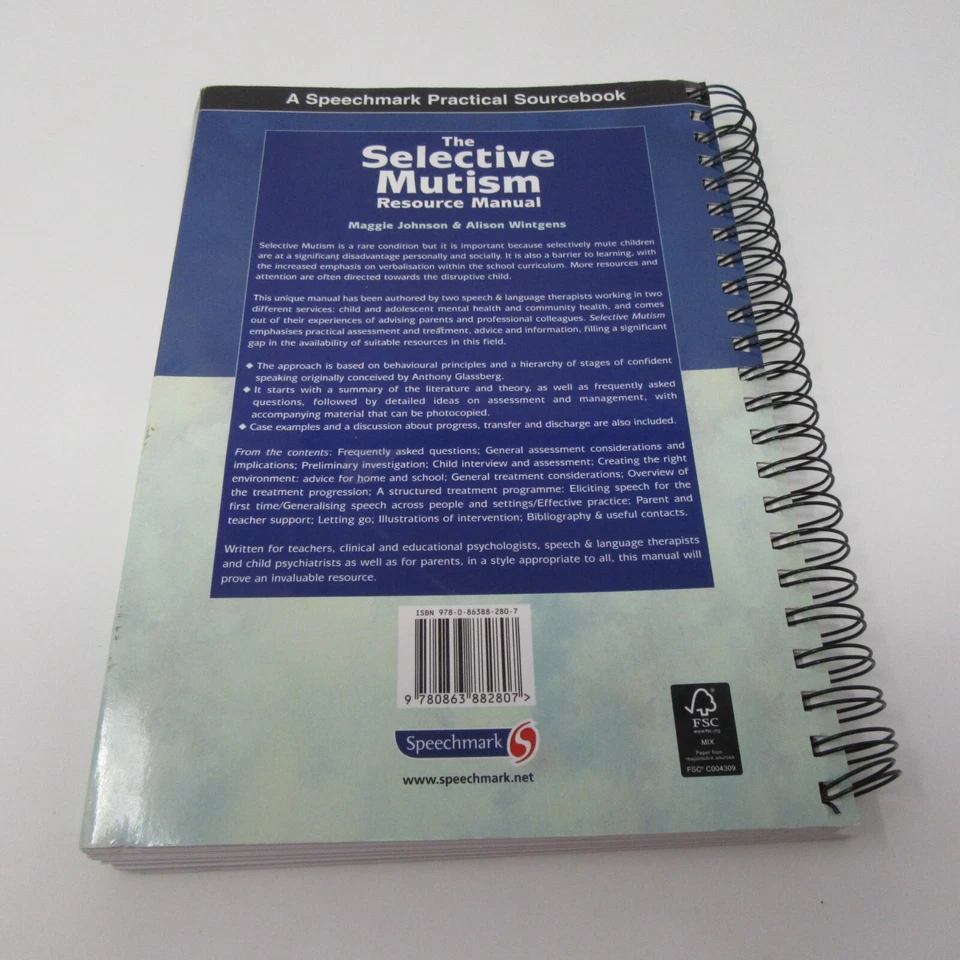 A Speechmark Practical Sourcebook
The
Selective
Mutism
Resource Manual
Maggie Johnson & Alison Wintgens
Selective Mutism is a rare condition but it is important because selectively mute children
are at a significant disadvantage personally and socially. It is also a barrier to learning, with
the increased emphasis on verbalisation within the school curriculum. More resources and
attention are often directed towards the disruptive child.
This unique manual has been authored by two speech & language therapists working in two
different services: child and adolescent mental health and community health, and comes
out of their experiences of advising parents and professional colleagues. Selective Mutism
emphasises practical assessment and treatment, advice and information, filling a significant
gap in the availability of suitable resources in this field.
◆ The approach is based on behavioural principles and a hierarchy of stages of confident
speaking originally conceived by Anthony Glassberg.
◆ It starts with a summary of the literature and theory, as well as frequently asked
questions, followed by detailed ideas on assessment and management, with
accompanying material that can be photocopied.
◆ Case examples and a discussion about progress, transfer and discharge are also included.
From the contents: Frequently asked questions; General assessment considerations and
implications; Preliminary investigation; Child interview and assessment; Creating the right
environment: advice for home and school; General treatment considerations; Overview of
the treatment progression; A structured treatment programme: Eliciting speech for the
first time/Generalising speech across people and settings/Effective practice; Parent and
teacher support; Letting go; Illustrations of intervention; Bibliography & useful contacts.
Written for teachers, clinical and educational psychologists, speech & language therapists
and child psychiatrists as well as for parents, in a style appropriate to all, this manual will
prove an invaluable resource.
ISBN 978-0-86388-280-7
9 780863 882807 >
Speechmark
www.speechmark.net
FSC
www.fsc.org
MIX
Paper from
responsible sources
FSC® C004309